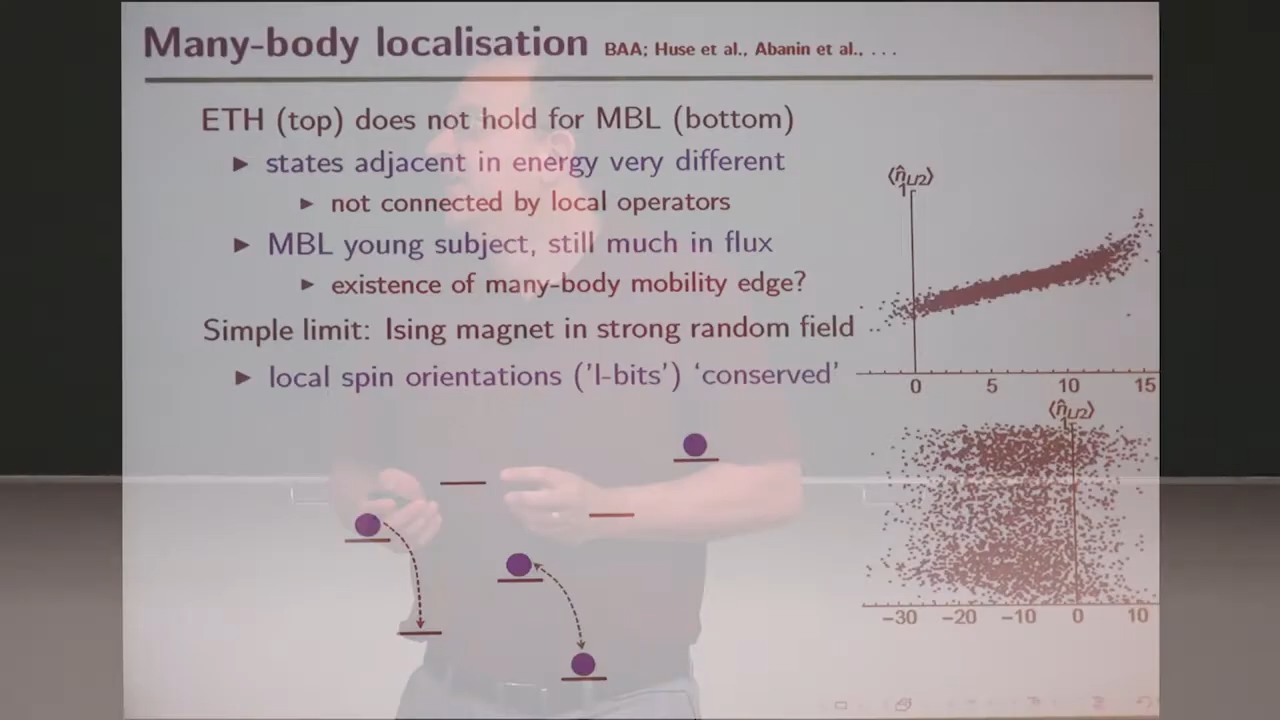 Many-body localisation BAA; Huse et al., Abanin et al., . . .
ETH (top) does not hold for MBL (bottom)
▶ states adjacent in energy very different
▶ not connected by local operators
▶ MBL young subject, still much in flux
▶ existence of many-body mobility edge?
Simple limit: Ising magnet in strong random field
▶ local spin orientations ('l-bits') ‘conserved’
⟨n̂L/2⟩
1
0 5 10 15
⟨n̂L/2⟩
1
−30 −20 −10 0 10